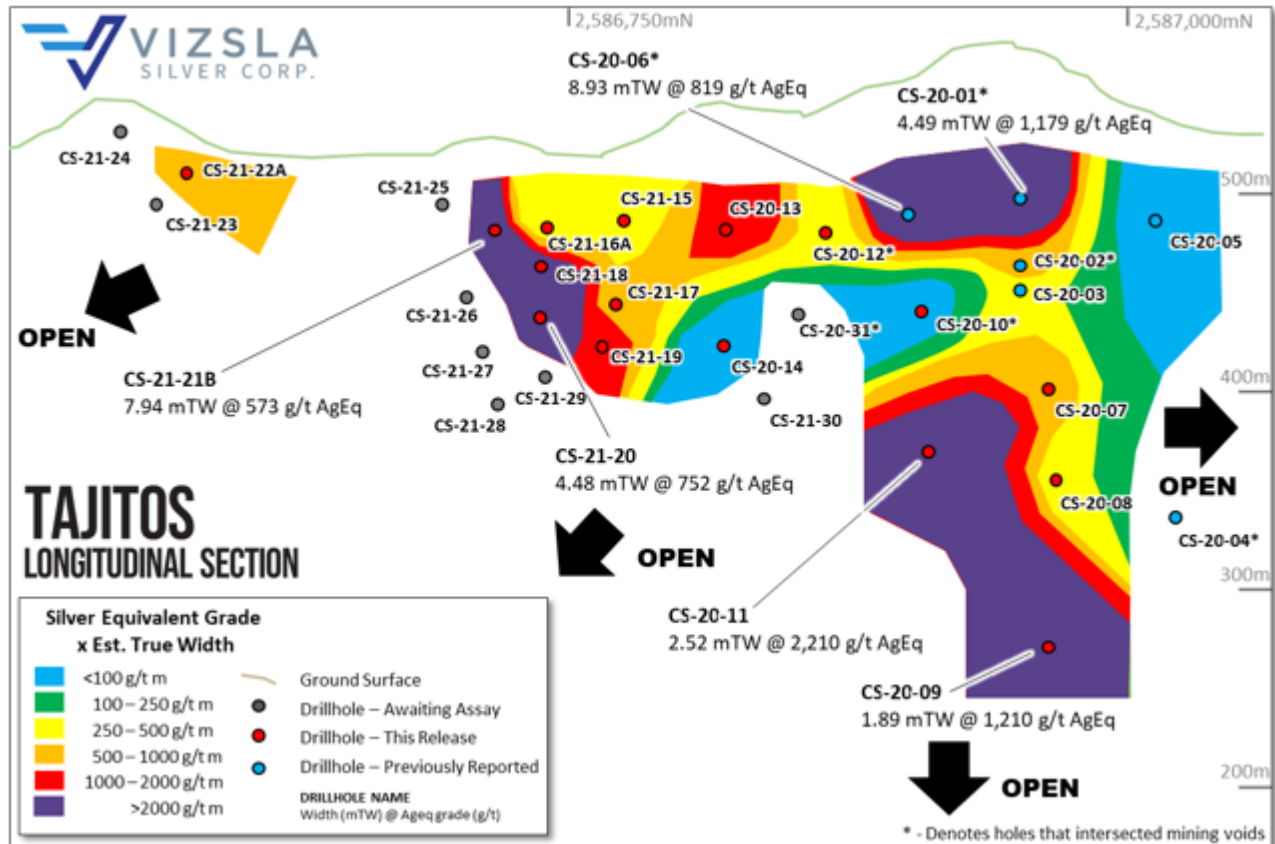 VIZSLA
SILVER CORP.
2,586,750mN
2,587,000mN
CS-20-06*
8.93 mTW @ 819 g/t AgEq
CS-20-01*
4.49 mTW @ 1,179 g/t AgEq
CS-21-24
CS-21-22A
CS-21-23
CS-21-25
CS-21-15
CS-20-13
500m
CS-21-16A
CS-20-12*
CS-20-05
CS-21-18
CS-20-02*
CS-21-17
CS-20-03
CS-21-26
CS-20-31*
CS-20-10*
OPEN
CS-21-19
CS-20-14
CS-21-27
CS-21-21B
7.94 mTW @ 573 g/t AgEq
CS-21-29
CS-21-28
CS-21-30
400m
CS-20-07
CS-21-20
4.48 mTW @ 752 g/t AgEq
OPEN
CS-20-08
CS-20-04*
TAJITOS
LONGITUDINAL SECTION
OPEN
300m
CS-20-11
2.52 mTW @ 2,210 g/t AgEq
CS-20-09
1.89 mTW @ 1,210 g/t AgEq
OPEN
200m
Silver Equivalent Grade
x Est. True Width
<100 g/t m
100 – 250 g/t m
250 – 500 g/t m
500 – 1000 g/t m
1000 – 2000 g/t m
>2000 g/t m
Ground Surface
Drillhole – Awaiting Assay
Drillhole – This Release
Drillhole – Previously Reported
DRILLHOLE NAME
Width (mTW) @ Ageq grade (g/t)
* - Denotes holes that intersected mining voids